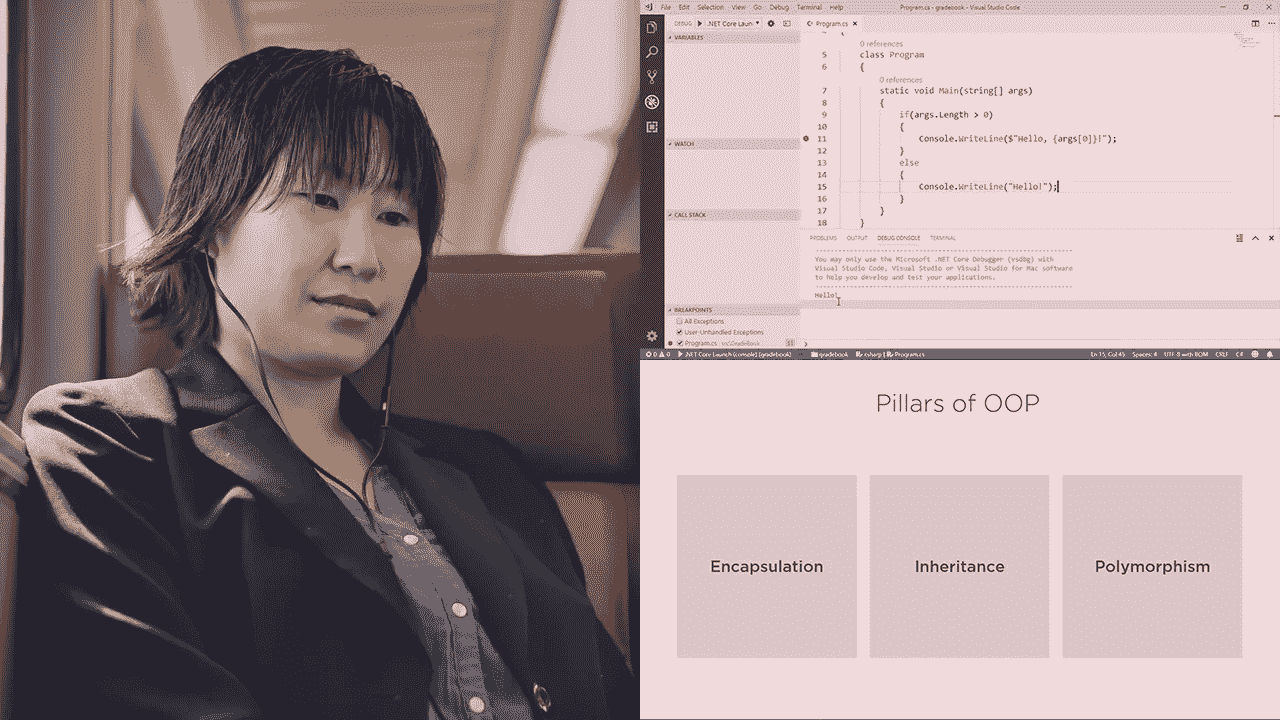 File Edit Selection View Go Debug Terminal Help
Program.cs - gradebook - Visual Studio Code
DEBUG .NET Core Laun
Program.cs
VARIABLES
WATCH
CALL STACK
BREAKPOINTS
All Exceptions
User-Unhandled Exceptions
Program.cs
4 {
0 references
5 class Program
6 {
0 references
7 static void Main(string[] args)
8 {
9 if(args.Length > 0)
10 {
11 Console.WriteLine($"Hello, {args[0]}!");
12 }
13 else
14 {
15 Console.WriteLine("Hello!");
16 }
17 }
18 }
PROBLEMS OUTPUT DEBUG CONSOLE TERMINAL
You may only use the Microsoft .NET Core Debugger (vsdbg) with
Visual Studio Code, Visual Studio or Visual Studio for Mac software
to help you develop and test your applications.
Hello!
0 0 .NET Core Launch (console) (gradebook) gradebook csharp | Program.cs Ln 15, Col 45 Spaces: 4 UTF-8 with BOM CRLF C#
Pillars of OOP
Encapsulation
Inheritance
Polymorphism